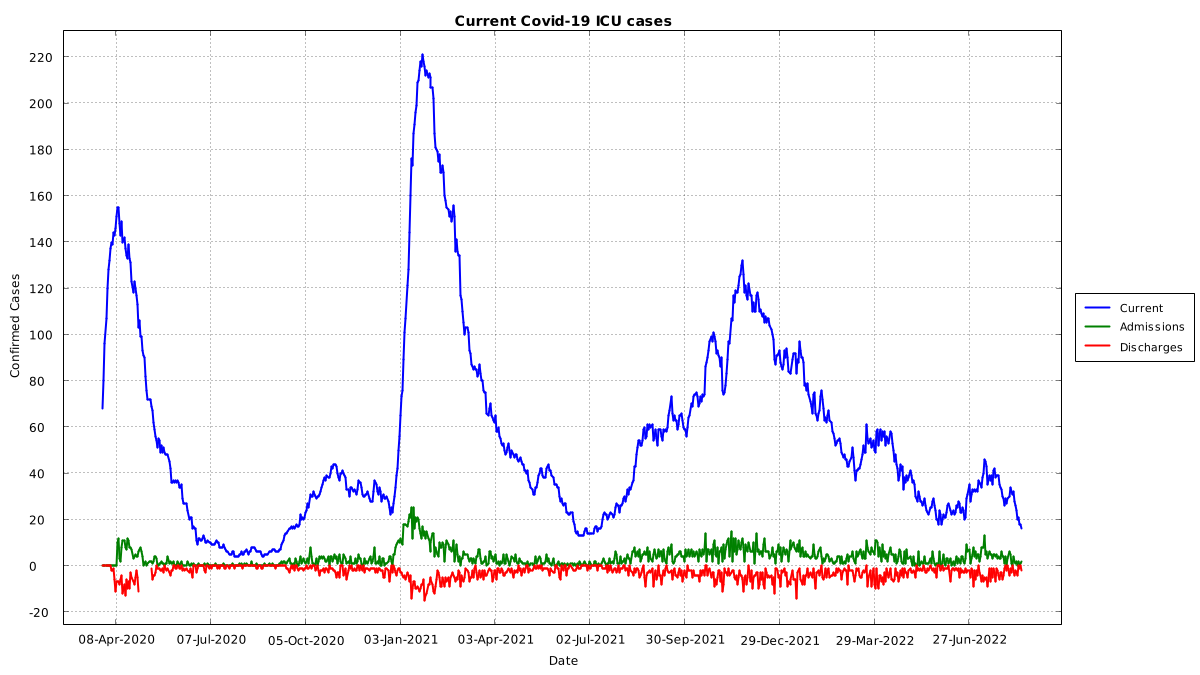 Current Covid-19 ICU cases
220
200
180
160
140
120
100
80
60
40
20
0
-20
Confirmed Cases
08-Apr-2020 07-Jul-2020 05-Oct-2020 03-Jan-2021 03-Apr-2021 02-Jul-2021 30-Sep-2021 29-Dec-2021 29-Mar-2022 27-Jun-2022
Date
Current
Admissions
Discharges